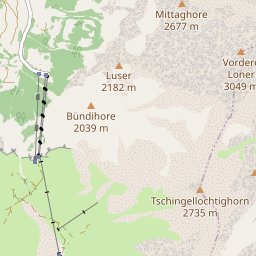 Mittaghore
2677 m
Vordere
Loner
3049 m
Luser
2182 m
Bündihore
2039 m
Tschingellochtighorn
2735 m